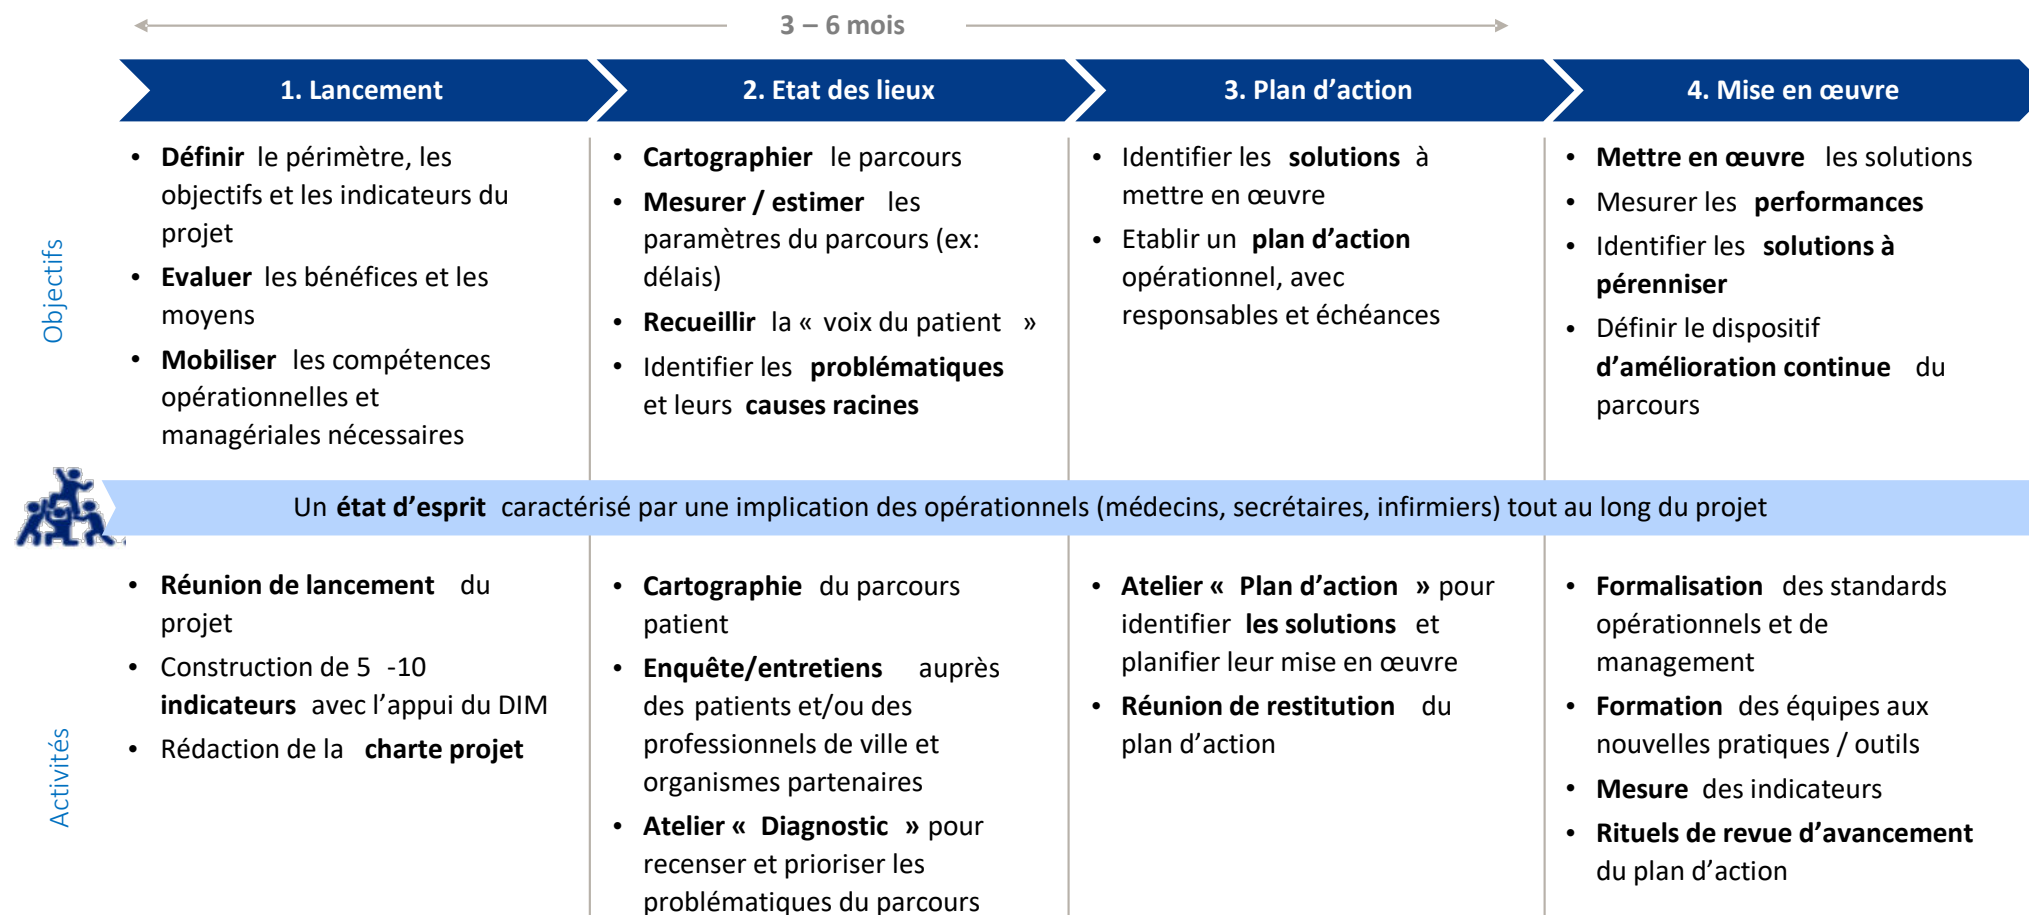 3 – 6 mois
1. Lancement
2. Etat des lieux
3. Plan d’action
4. Mise en œuvre
Objectifs
• Définir le périmètre, les
objectifs et les indicateurs du
projet
• Evaluer les bénéfices et les
moyens
• Mobiliser les compétences
opérationnelles et
managériales nécessaires
• Cartographier le parcours
• Mesurer / estimer les
paramètres du parcours (ex:
délais)
• Recueillir la « voix du patient »
• Identifier les problématiques
et leurs causes racines
• Identifier les solutions à
mettre en œuvre
• Etablir un plan d’action
opérationnel, avec
responsables et échéances
• Mettre en œuvre les solutions
• Mesurer les performances
• Identifier les solutions à
pérenniser
• Définir le dispositif
d’amélioration continue du
parcours
Un état d’esprit caractérisé par une implication des opérationnels (médecins, secrétaires, infirmiers) tout au long du projet
Activités
• Réunion de lancement du
projet
• Construction de 5 -10
indicateurs avec l’appui du DIM
• Rédaction de la charte projet
• Cartographie du parcours
patient
• Enquête/entretiens auprès
des patients et/ou des
professionnels de ville et
organismes partenaires
• Atelier « Diagnostic » pour
recenser et prioriser les
problématiques du parcours
• Atelier « Plan d’action » pour
identifier les solutions et
planifier leur mise en œuvre
• Réunion de restitution du
plan d’action
• Formalisation des standards
opérationnels et de
management
• Formation des équipes aux
nouvelles pratiques / outils
• Mesure des indicateurs
• Rituels de revue d’avancement
du plan d’action